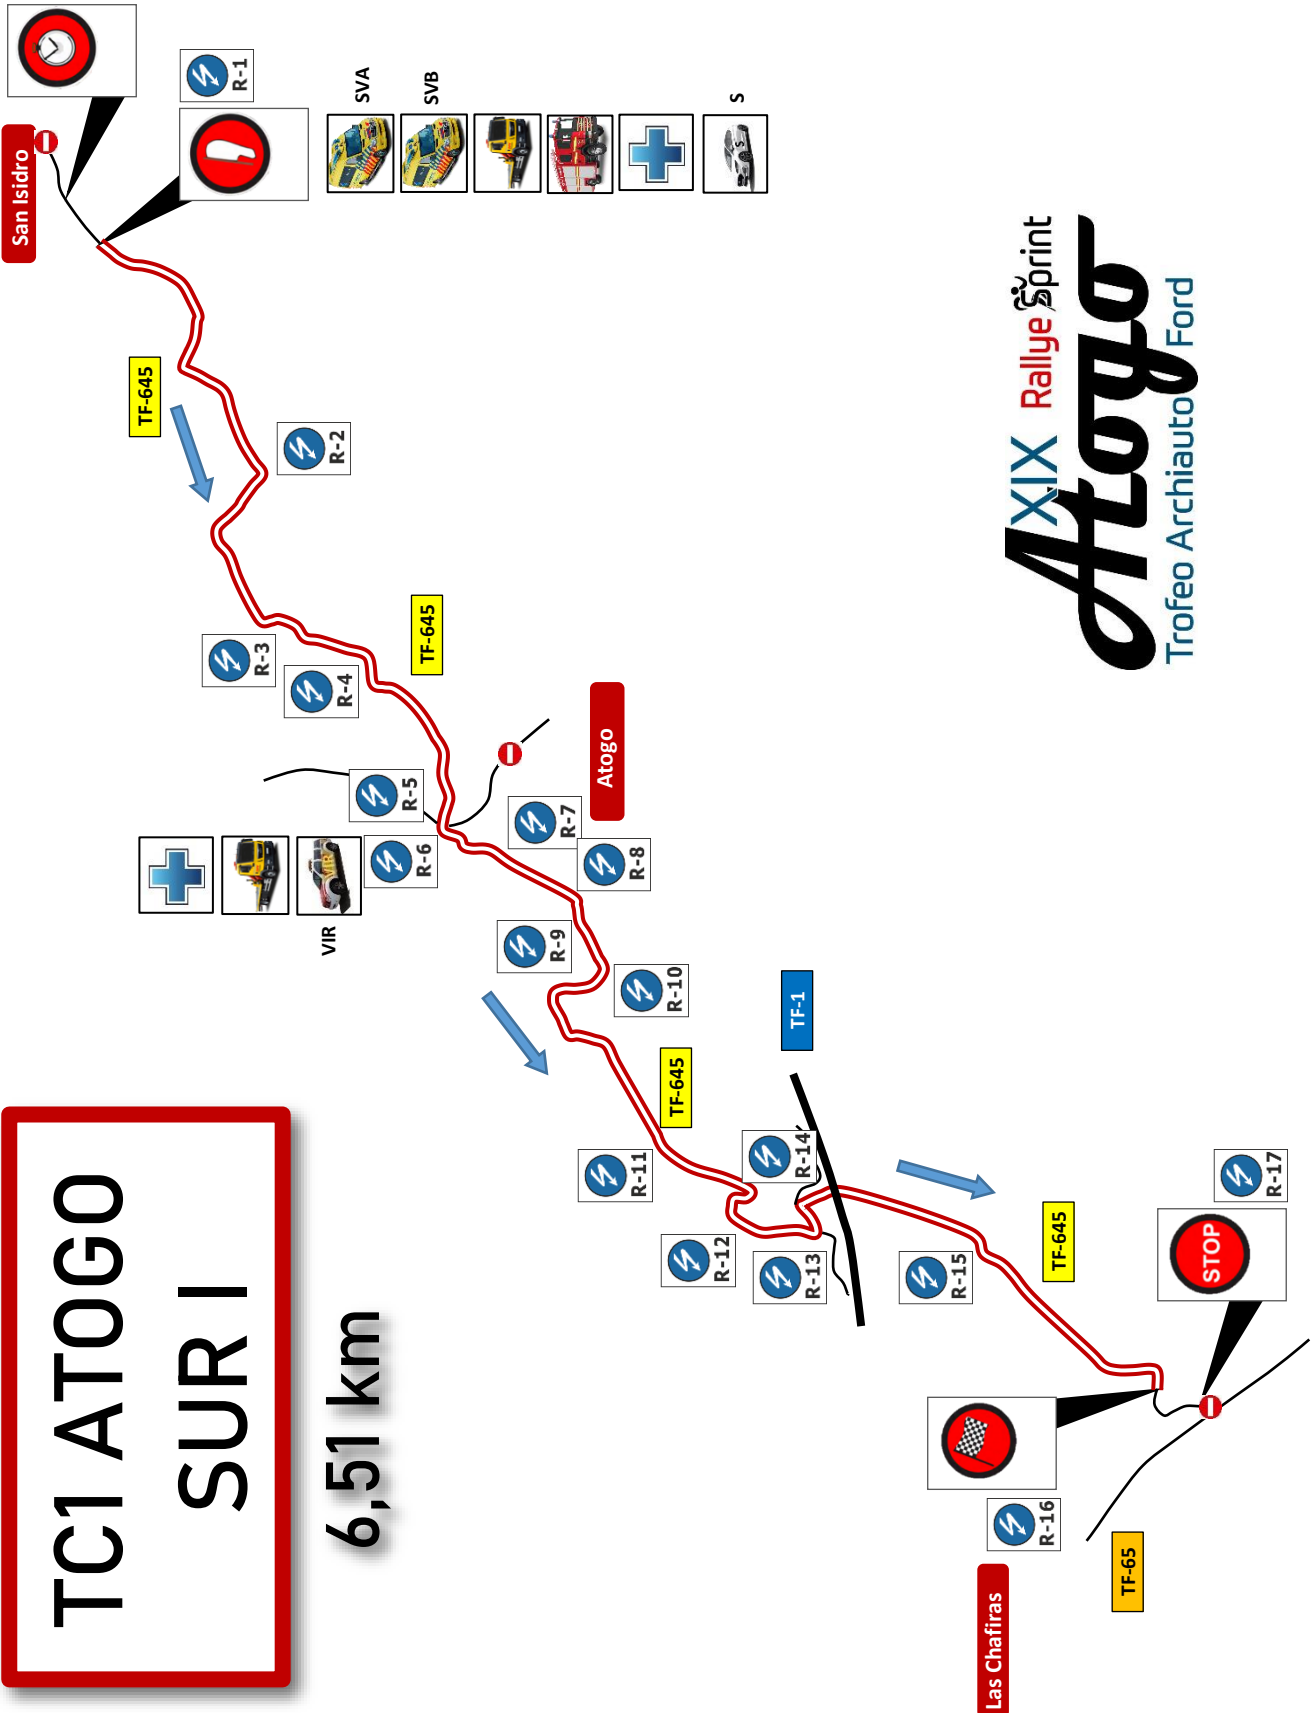 TC1 ATOGO
SUR I
6,51 km
San Isidro
R-1
SVA
SVB
S
S
TF-645
R-2
R-3
R-4
TF-645
R-5
R-6
VIR
VIR
R-7
R-8
Atogo
R-9
R-10
TF-645
TF-1
R-11
R-12
R-13
R-14
R-15
TF-645
STOP
R-17
R-16
Las Chafiras
TF-65
XIX Rallye Sprint
Atogo
Trofeo Archiauto Ford